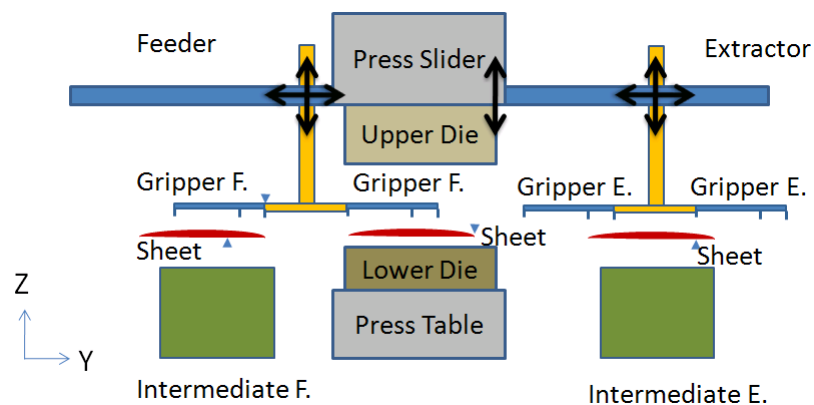 Feeder
Press Slider
Extractor
Upper Die
Gripper F.
Gripper F.
Gripper E.
Gripper E.
Sheet
Sheet
Sheet
Lower Die
Z
Press Table
Y
Intermediate F.
Intermediate E.